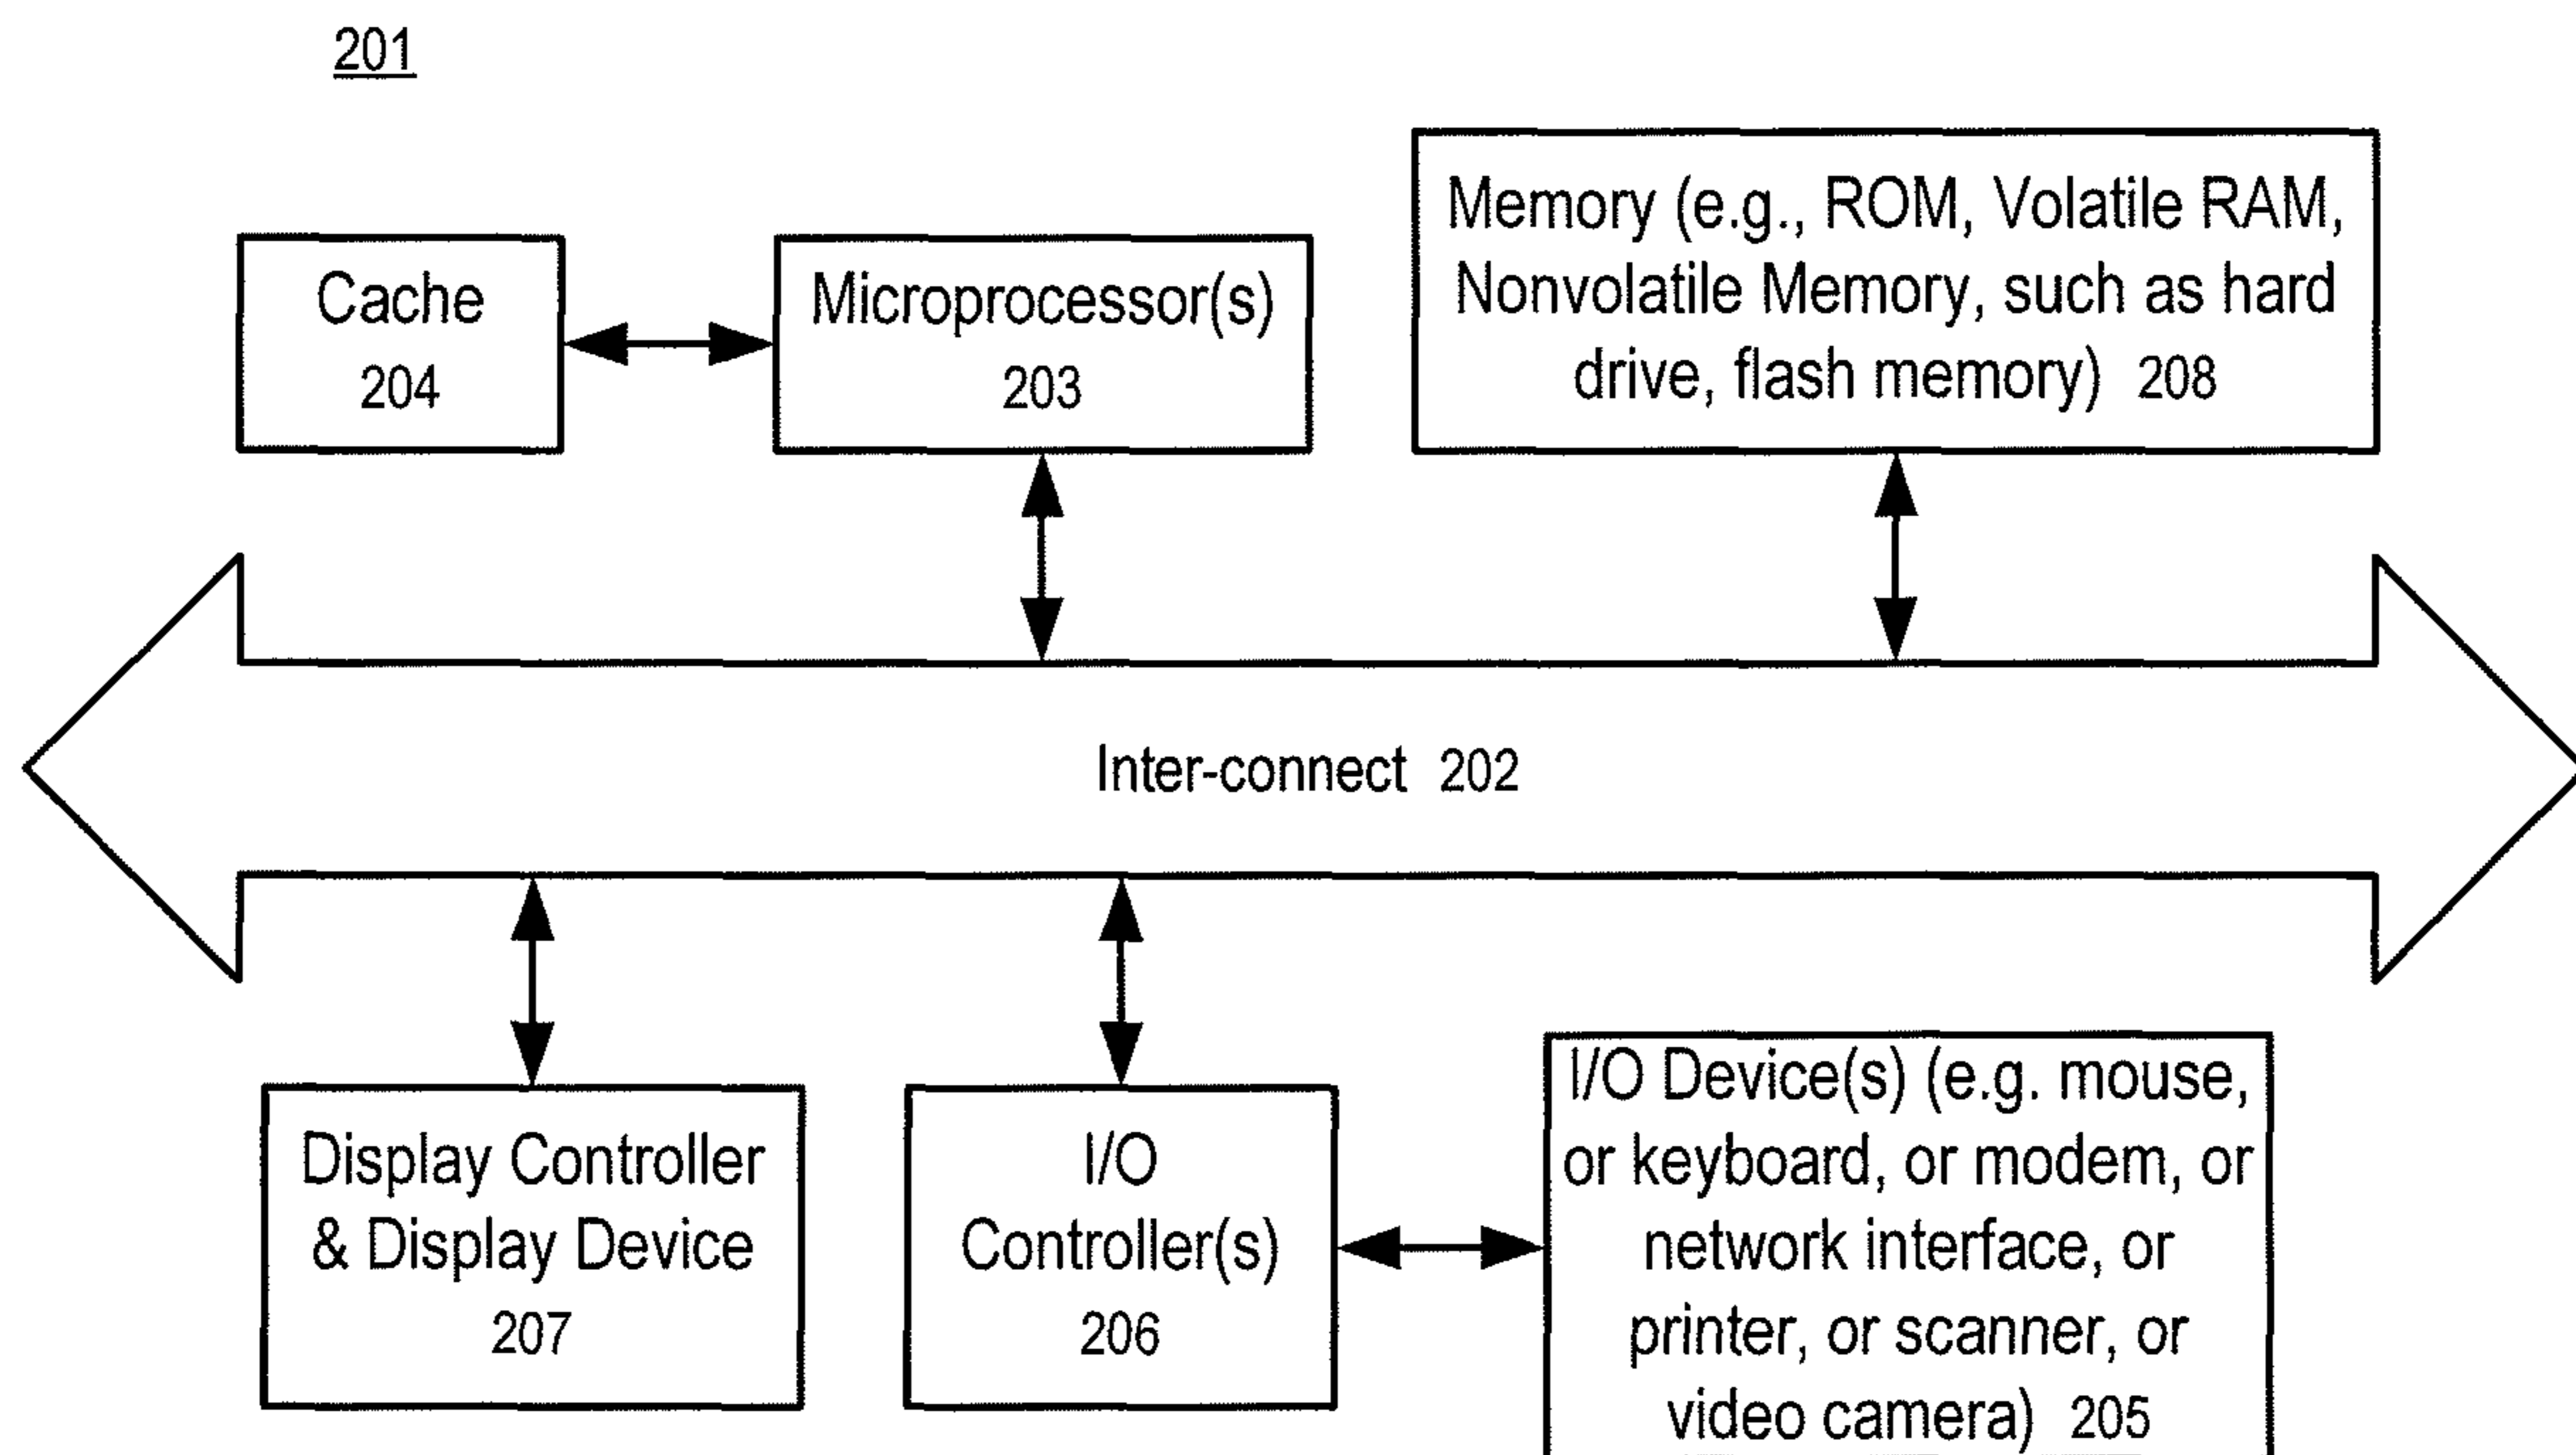 201
Cache
204
Microprocessor(s)
203
Memory (e.g., ROM, Volatile RAM,
Nonvolatile Memory, such as hard
drive, flash memory) 208
Inter-connect 202
Display Controller
& Display Device
207
I/O
Controller(s)
206
I/O Device(s) (e.g. mouse,
or keyboard, or modem, or
network interface, or
printer, or scanner, or
video camera) 205